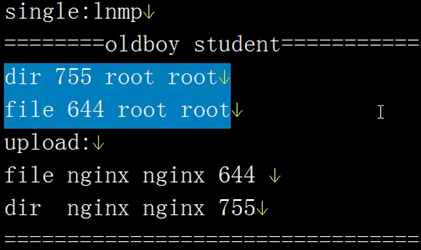 single:lnmp↓
========oldboy student==========
dir 755 root root↓
file 644 root root↓
upload:↓
file nginx nginx 644 ↓
dir  nginx nginx 755↓
================================